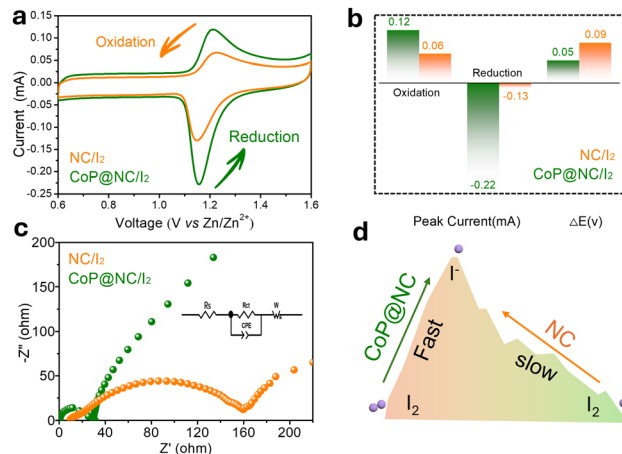 a
Current (mA)
0.15
0.10
0.05
0.00
0.05
-0.10
-0.15
-0.20
-0.25
Oxidation
Reduction
NC/I₂
CoP@NC/I₂
0.6 0.8 1.0 1.2 1.4 1.6
Voltage (V vs Zn/Zn²⁺)
b
0.12
0.06
0.05
0.09
Oxidation
Reduction
-0.13
-0.22
NC/I₂
CoP@NC/I₂
Peak Current(mA) △E(v)
c
NC/I₂
CoP@NC/I₂
-Z'' (ohm)
-200
-150
100
50
0
Rs Rct W
CPE
0 40 80 120 160 200
Z' (ohm)
d
I⁻
CoP@NC
Fast
NC
slow
I₂ I₂